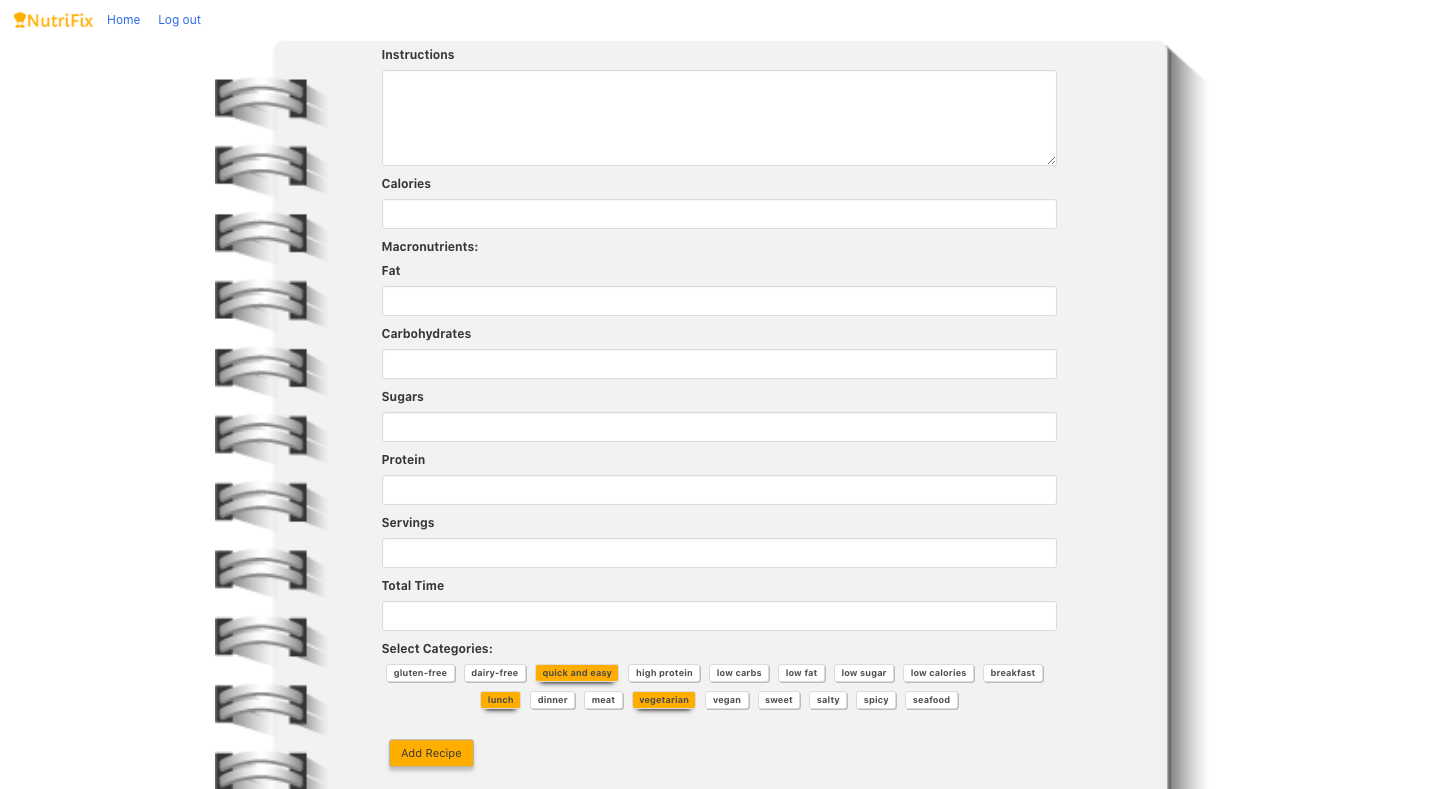 NutriFix Home Log out
Instructions
Calories
Macronutrients:
Fat
Carbohydrates
Sugars
Protein
Servings
Total Time
Select Categories:
gluten-free dairy-free quick and easy high protein low carbs low fat low sugar low calories breakfast
lunch dinner meat vegetarian vegan sweet salty spicy seafood
Add Recipe